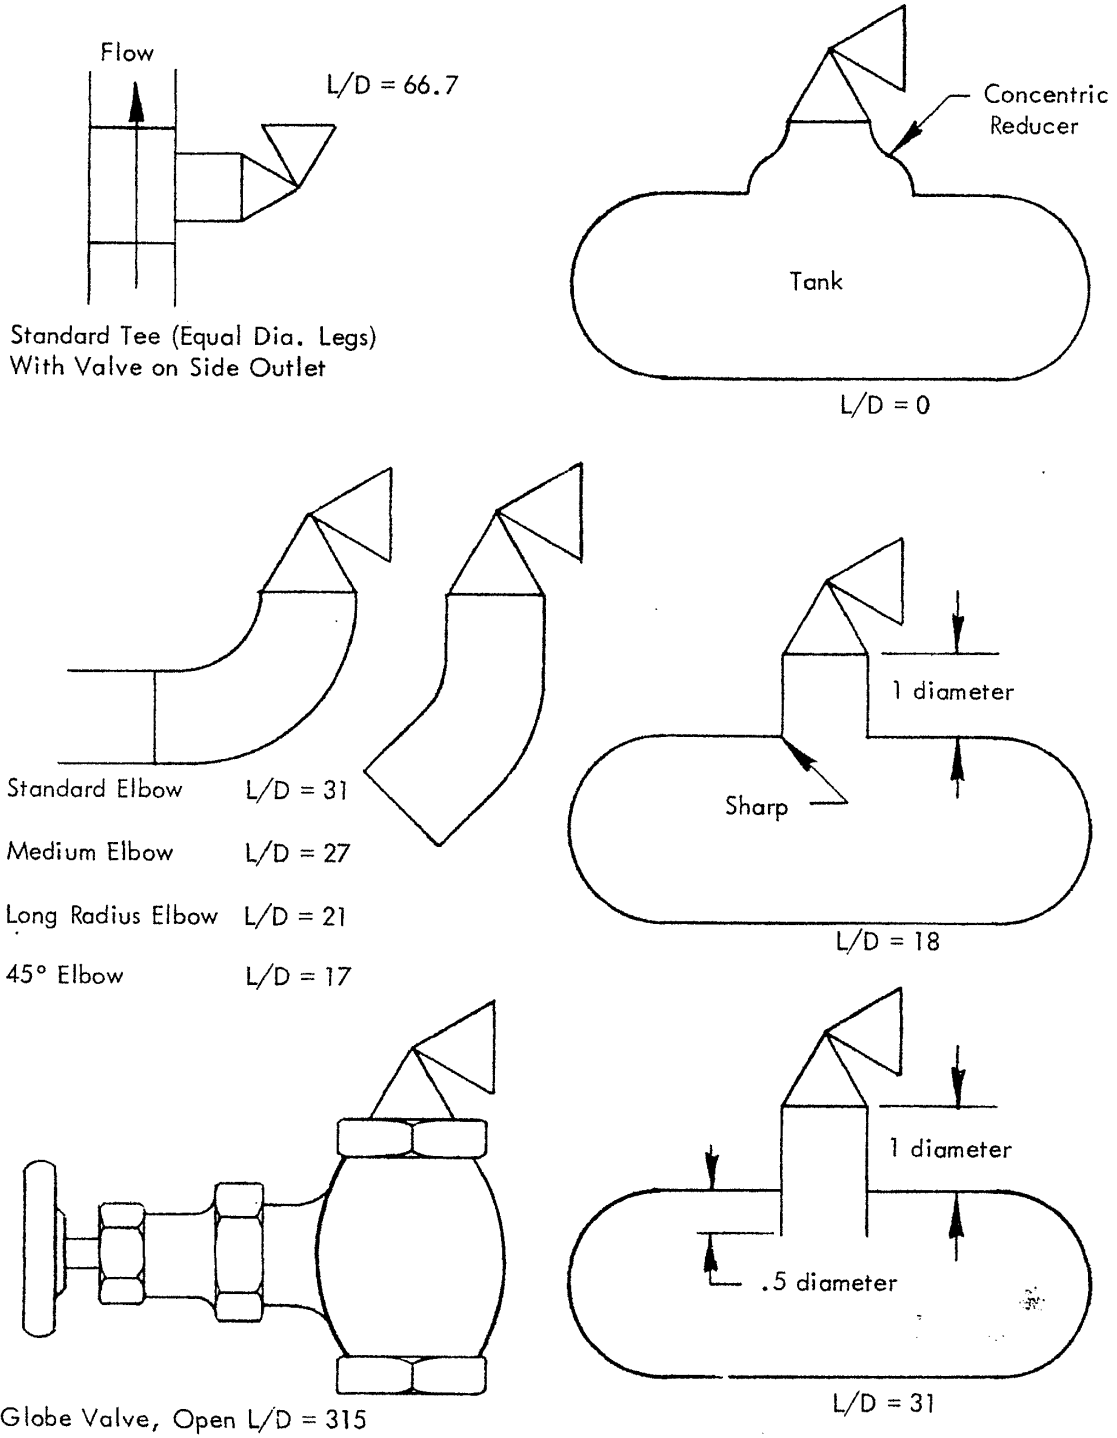 Flow
L/D = 66.7
Standard Tee (Equal Dia. Legs)
With Valve on Side Outlet
Concentric
Reducer
Tank
L/D = 0
Standard Elbow L/D = 31
Medium Elbow L/D = 27
Long Radius Elbow L/D = 21
45° Elbow L/D = 17
1 diameter
Sharp
L/D = 18
Globe Valve, Open L/D = 315
1 diameter
.5 diameter
L/D = 31